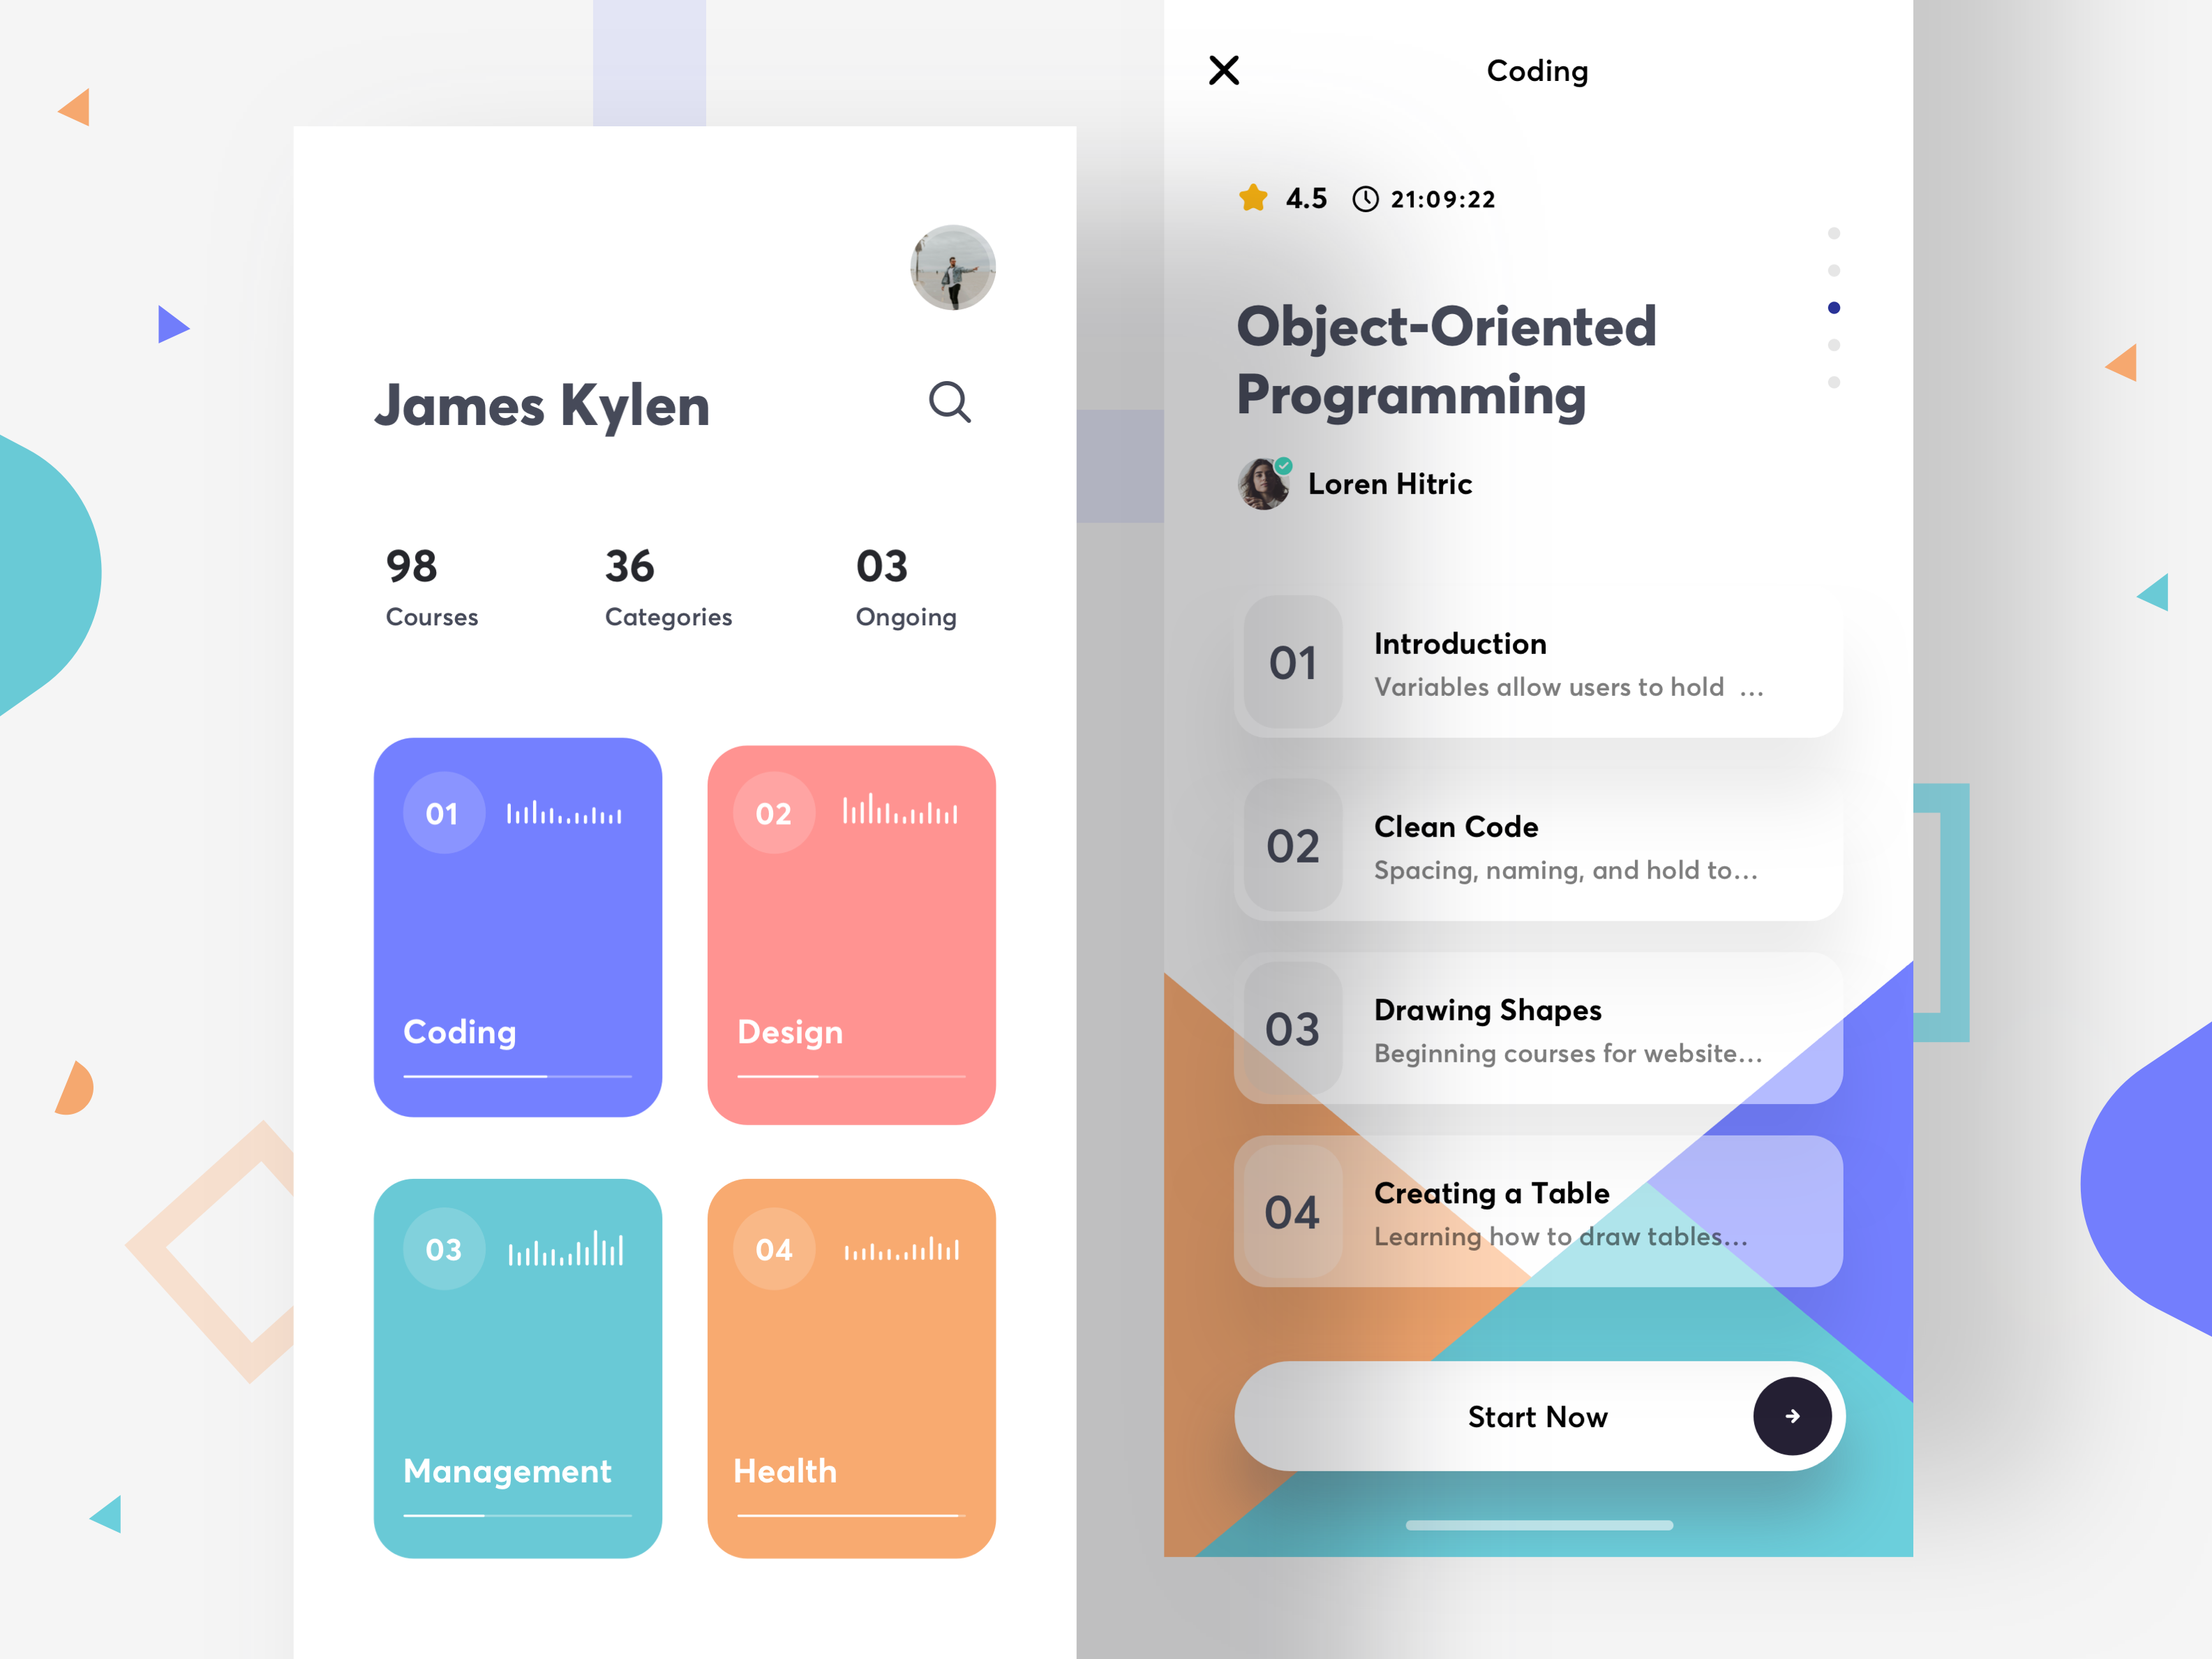 James Kylen
98
Courses
36
Categories
03
Ongoing
01
Coding
02
Design
03
Management
04
Health
Coding
4.5 21:09:22
Object-Oriented
Programming
Loren Hitric
01
Introduction
Variables allow users to hold ...
02
Clean Code
Spacing, naming, and hold to...
03
Drawing Shapes
Beginning courses for website...
04
Creating a Table
Learning how to draw tables...
Start Now